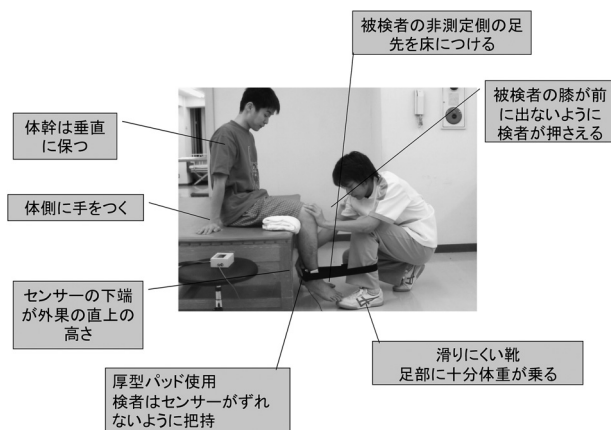 被検者の非測定側の足
先を床につける
被検者の膝が前
に出ないように
検者が押さえる
体幹は垂直
に保つ
体側に手をつく
センサーの下端
が外果の直上の
高さ
滑りにくい靴
足部に十分体重が乗る
厚型パッド使用
検者はセンサーがずれ
ないように把持